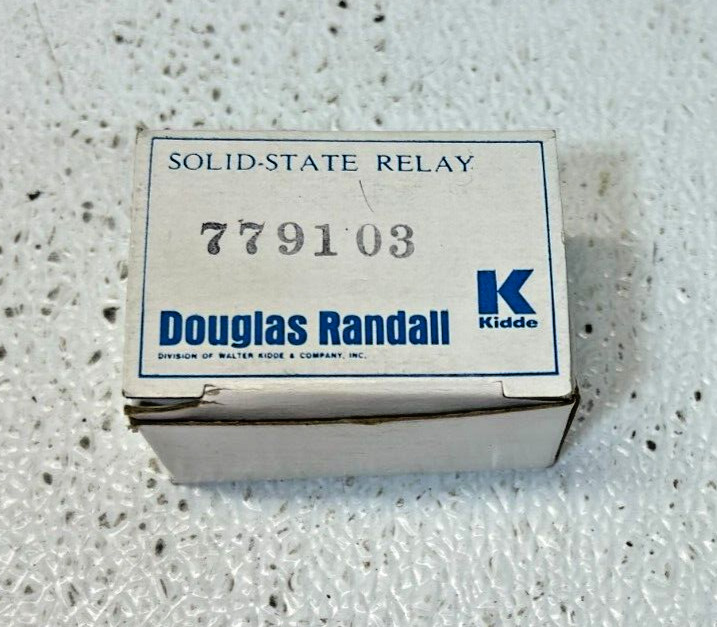 SOLID-STATE RELAY
779103
K
Kidde
Douglas Randall
DIVISION OF WALTER KIDDE & COMPANY, INC.